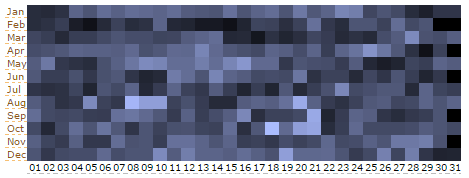 Jan
Feb
Mar
Apr
May
Jun
Jul
Aug
Sep
Oct
Nov
Dec
01 02 03 04 05 06 07 08 09 10 11 12 13 14 15 16 17 18 19 20 21 22 23 24 25 26 27 28 29 30 31